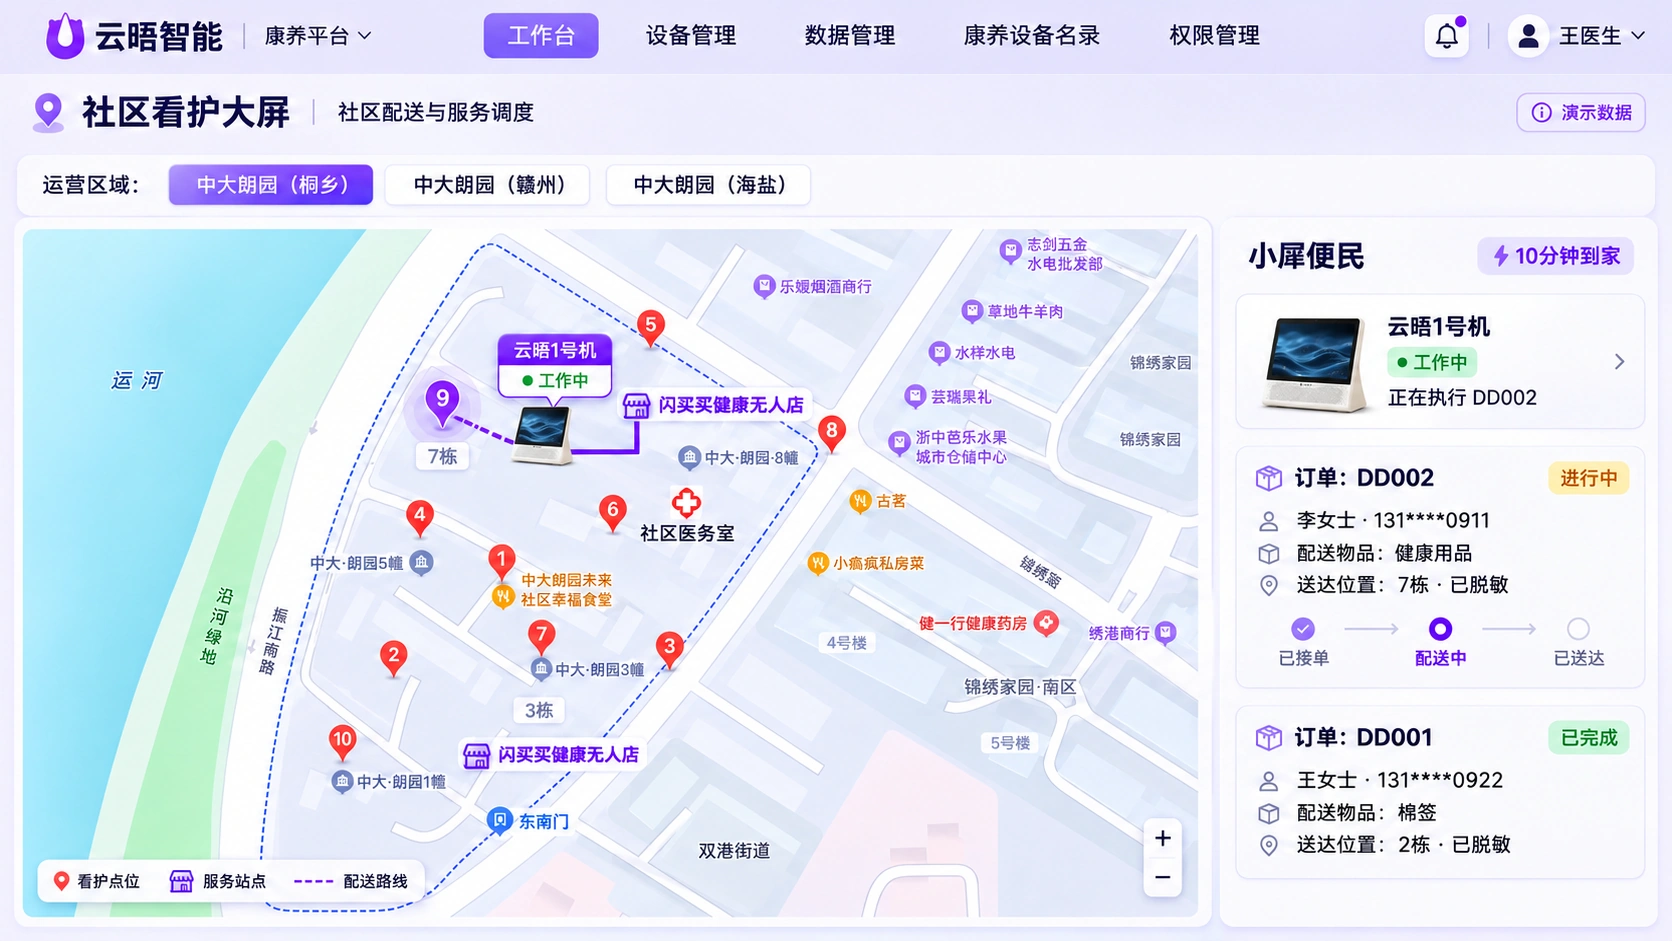 云晤智能
康养平台
工作台
设备管理
数据管理
康养设备名录
权限管理
王医生
社区看护大屏
社区配送与服务调度
演示数据
运营区域：
中大朗园（桐乡）
中大朗园（赣州）
中大朗园（海盐）
志剑五金
水电批发部
乐嫂烟酒商行
草地牛羊肉
5
云晤1号机
工作中
水样水电
锦绣家园
运河
9
闪买买健康无人店
芸瑞果礼
8
浙中芭乐水果
城市仓储中心
锦绣家园
7栋
中大·朗园·8幢
古茗
4
6
社区医务室
1
中大·朗园5幢
小疯疯私房菜
中大朗园未来
社区幸福食堂
沿河绿地
振江南路
健一行健康药房
绣港商行
7
3
4号楼
2
中大·朗园3幢
锦绣家园·南区
3栋
10
5号楼
闪买买健康无人店
中大·朗园1幢
东南门
双港街道
+
−
看护点位
服务站点
配送路线
小犀便民
10分钟到家
云晤1号机
工作中
正在执行 DD002
订单：DD002
进行中
李女士 · 131****0911
配送物品：健康用品
送达位置：7栋 · 已脱敏
已接单
配送中
已送达
订单：DD001
已完成
王女士 · 131****0922
配送物品：棉签
送达位置：2栋 · 已脱敏